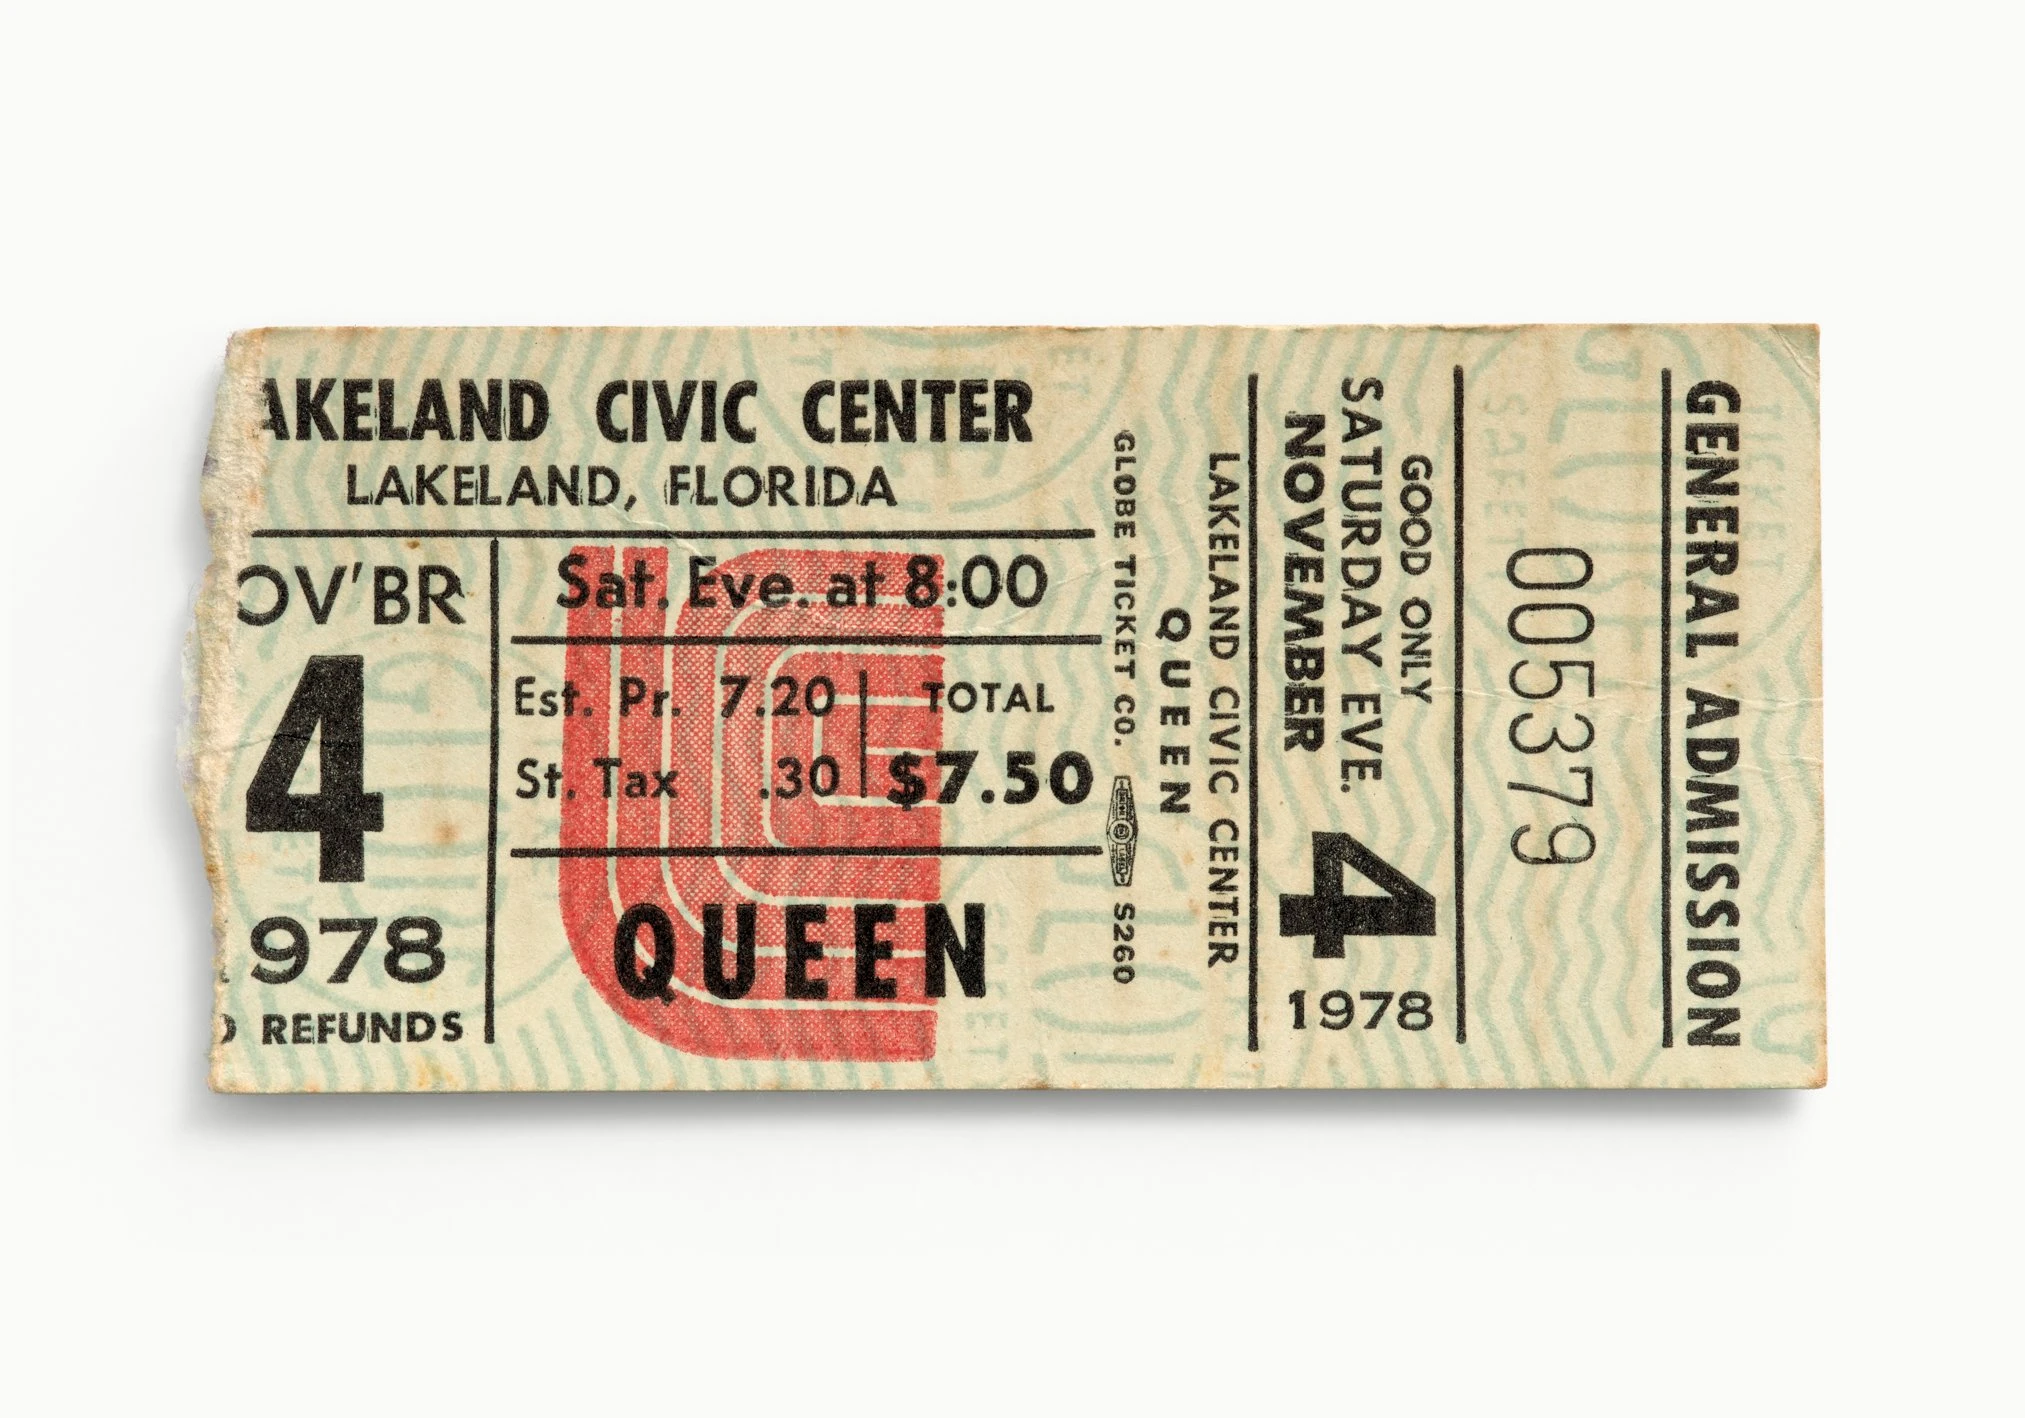 AKELAND CIVIC CENTER
LAKELAND, FLORIDA
OV'BR
4
1978
REFUNDS
Sat. Eve. at 8:00
Est. Pr. 7.20
St. Tax .30
TOTAL
$7.50
QUEEN
GLOBE TICKET CO. S260
QUEEN
LAKELAND CIVIC CENTER
NOVEMBER 4
SATURDAY EVE.
GOOD ONLY
1978
005379
GENERAL ADMISSION